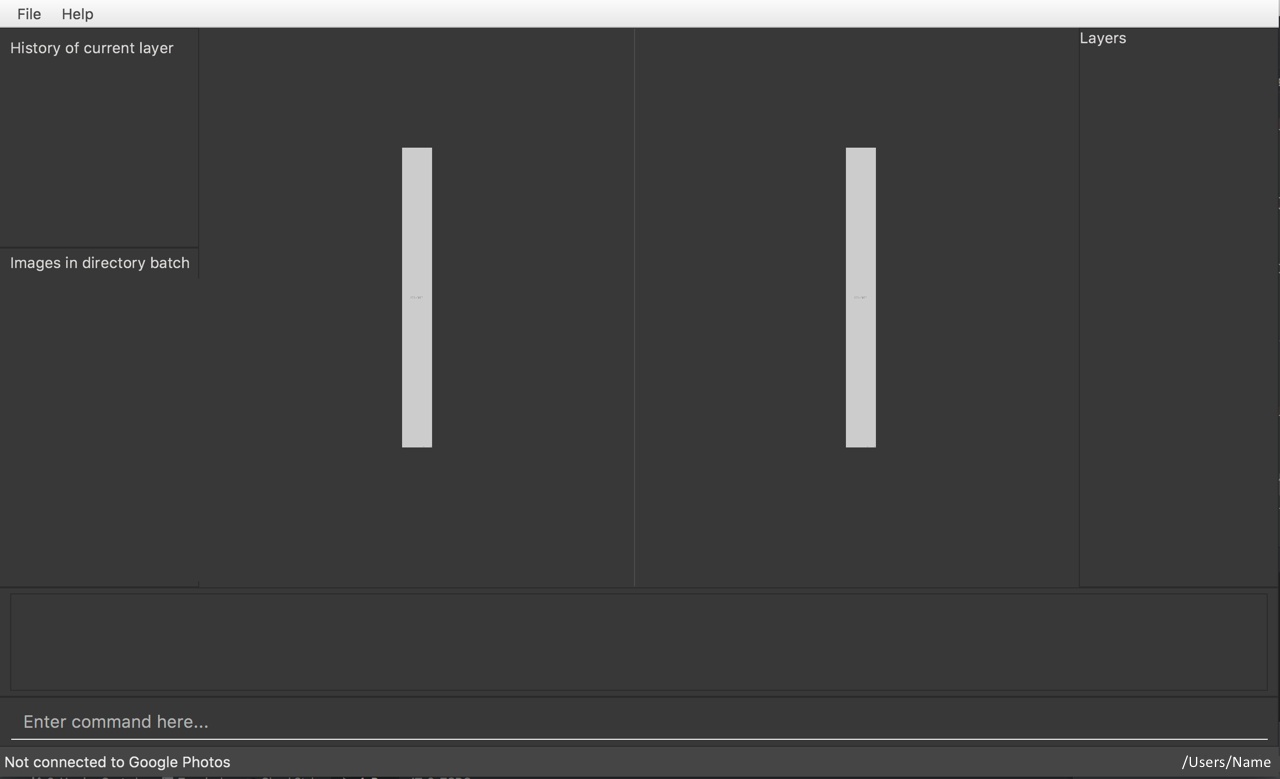 File Help
History of current layer
Layers
Images in directory batch
Enter command here...
Not connected to Google Photos
/Users/Name